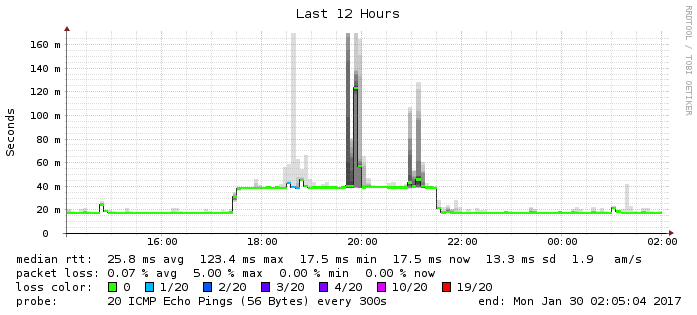 Last 12 Hours
RRDTOOL / TOBI OETIKER
Seconds
160 m
140 m
120 m
100 m
80 m
60 m
40 m
20 m
0
16:00 18:00 20:00 22:00 00:00 02:00
median rtt: 25.8 ms avg 123.4 ms max 17.5 ms min 17.5 ms now 13.3 ms sd 1.9 am/s
packet loss: 0.07 % avg 5.00 % max 0.00 % min 0.00 % now
loss color: 0 1/20 2/20 3/20 4/20 10/20 19/20
probe: 20 ICMP Echo Pings (56 Bytes) every 300s end: Mon Jan 30 02:05:04 2017